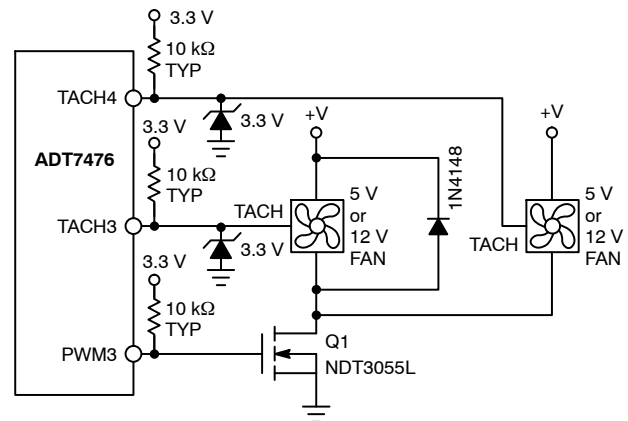 3.3 V
10 kΩ
TYP
TACH4
3.3 V
+V
+V
3.3 V
ADT7476
10 kΩ
TYP
1N4148
TACH
5 V
or
12 V
FAN
TACH3
3.3 V
TACH
5 V
or
12 V
FAN
3.3 V
10 kΩ
TYP
Q1
NDT3055L
PWM3